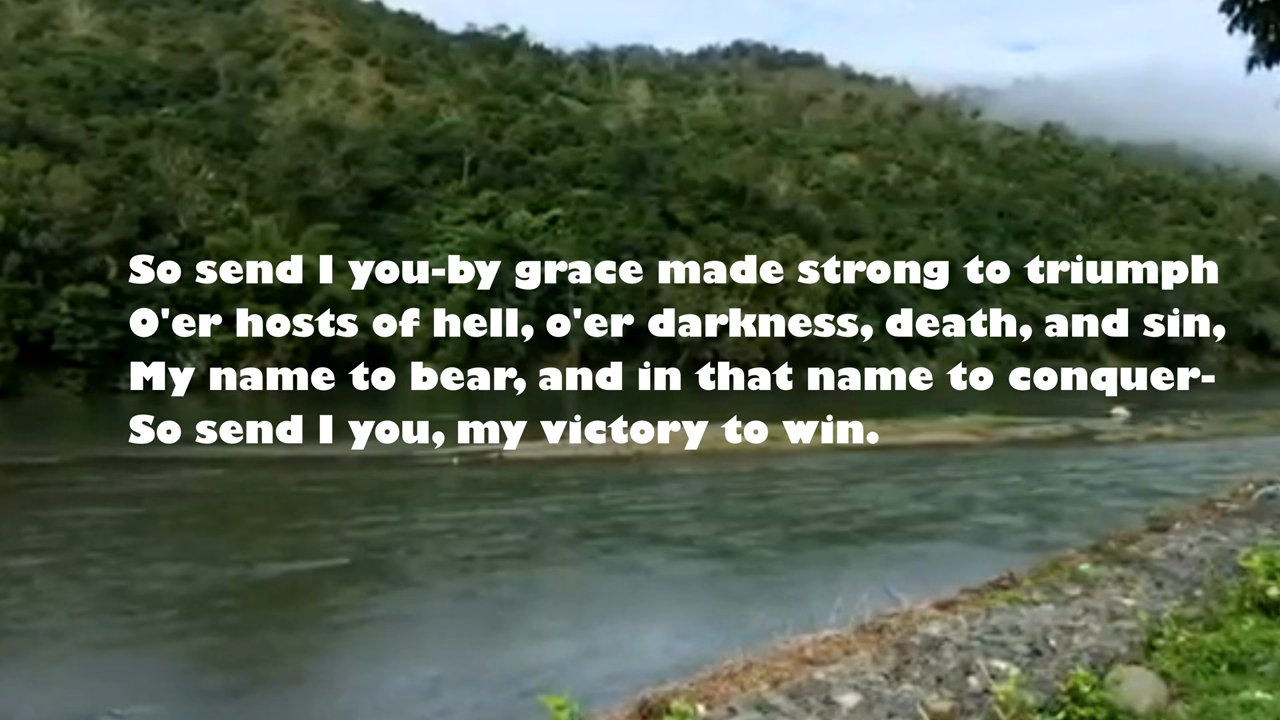 So send I you-by grace made strong to triumph
O'er hosts of hell, o'er darkness, death, and sin,
My name to bear, and in that name to conquer-
So send I you, my victory to win.